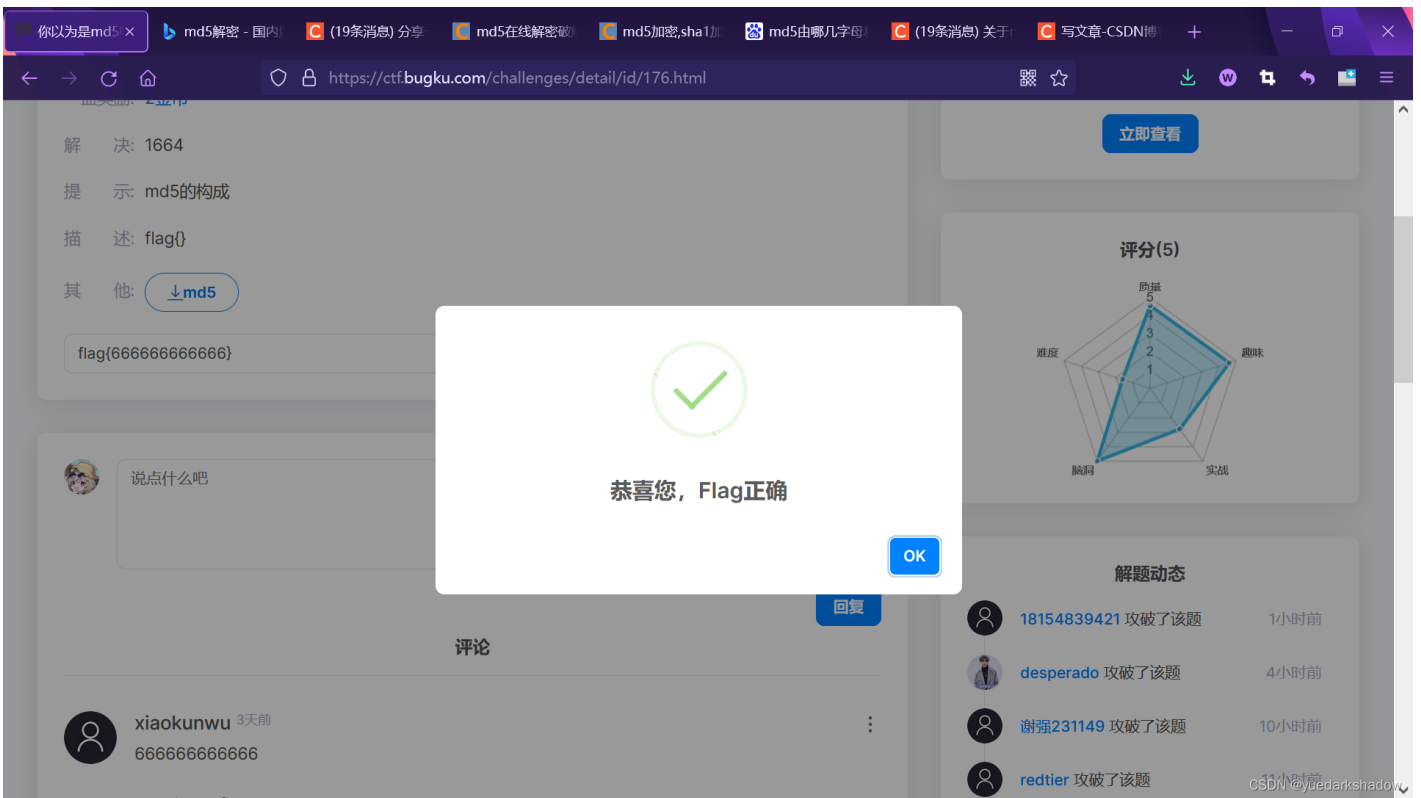 你以为是md5
md5解密 - 国内
(19条消息) 分享
md5在线解密破
md5加密,sha1加
md5由哪几字母
(19条消息) 关于
写文章-CSDN博
https://ctf.bugku.com/challenges/detail/id/176.html
2金币
立即查看
解 决: 1664
提 示: md5的构成
描 述: flag{}
其 他: md5
flag{666666666666}
评分(5)
质量
5
4
3
2
1
难度
趣味
脑洞
实战
恭喜您，Flag正确
OK
说点什么吧
回复
评论
xiaokunwu 3天前
666666666666
解题动态
18154839421 攻破了该题 1小时前
desperado 攻破了该题 4小时前
谢强231149 攻破了该题 10小时前
redtier 攻破了该题 11小时前
CSDN @yuedarkshadow